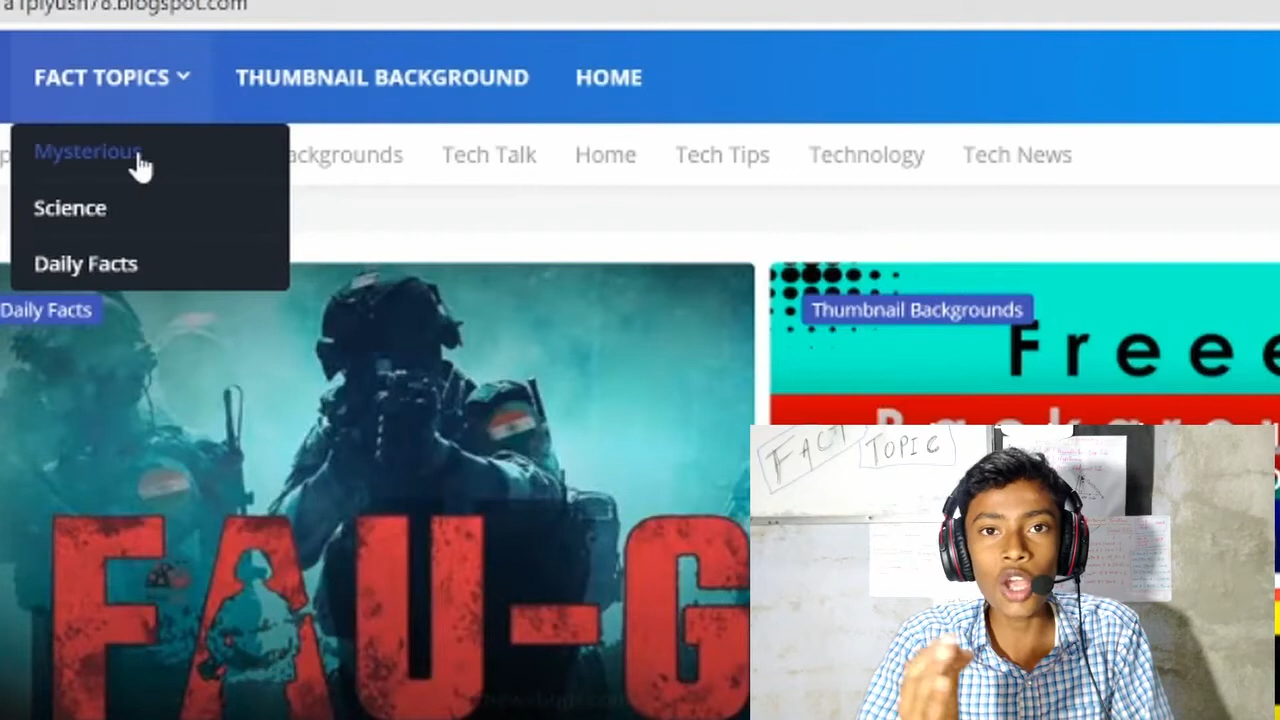 a1piyush78.blogspot.com
FACT TOPICS
THUMBNAIL BACKGROUND
HOME
Mysterious
ackgrounds
Tech Talk
Home
Tech Tips
Technology
Tech News
Science
Daily Facts
Daily Facts
Thumbnail Backgrounds
Freee
FAU-G
FACT TOPIC